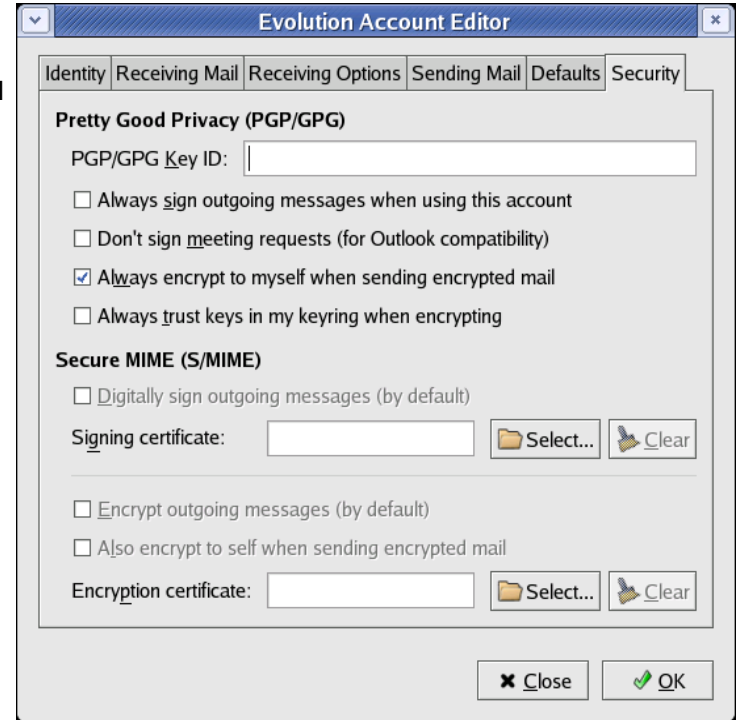 Evolution Account Editor
Identity Receiving Mail Receiving Options Sending Mail Defaults Security
Pretty Good Privacy (PGP/GPG)
PGP/GPG Key ID:
Always sign outgoing messages when using this account
Don't sign meeting requests (for Outlook compatibility)
Always encrypt to myself when sending encrypted mail
Always trust keys in my keyring when encrypting
Secure MIME (S/MIME)
Digitally sign outgoing messages (by default)
Signing certificate: Select... Clear
Encrypt outgoing messages (by default)
Also encrypt to self when sending encrypted mail
Encryption certificate: Select... Clear
Close OK